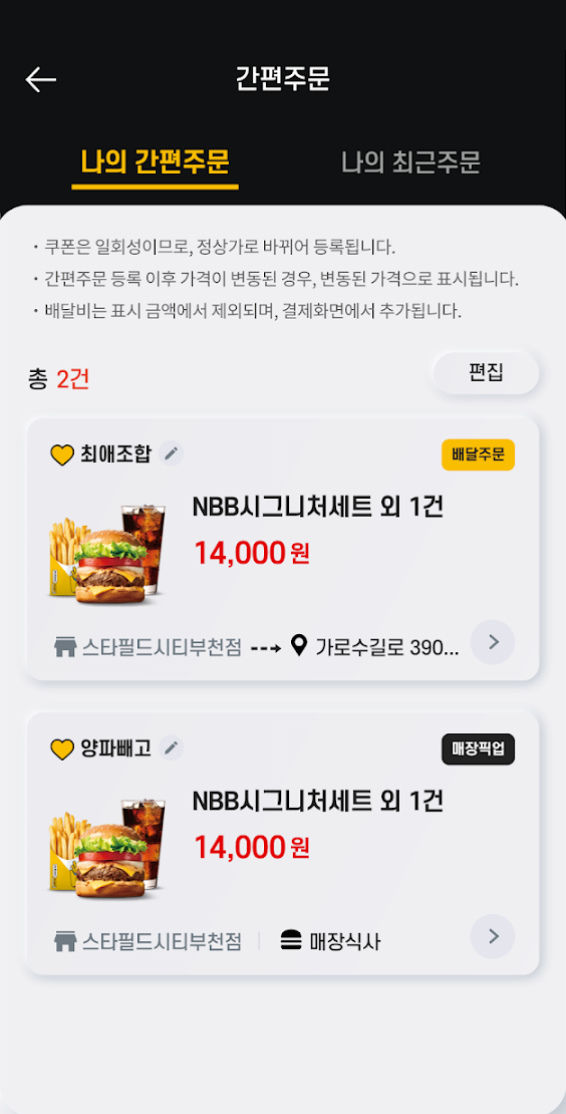 간편주문
나의 간편주문
나의 최근주문
· 쿠폰은 일회성이므로, 정상가로 바뀌어 등록됩니다.
· 간편주문 등록 이후 가격이 변동된 경우, 변동된 가격으로 표시됩니다.
· 배달비는 표시 금액에서 제외되며, 결제화면에서 추가됩니다.
총 2건
편집
최애조합
배달주문
NBB시그니처세트 외 1건
14,000원
스타필드시티부천점 가로수길로 390...
양파빼고
매장픽업
NBB시그니처세트 외 1건
14,000원
스타필드시티부천점 매장식사